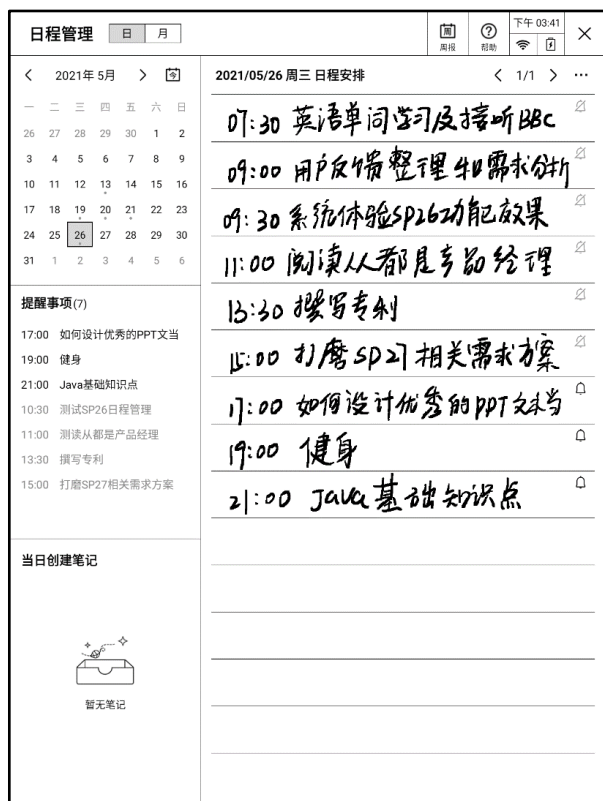 日程管理 日 月
周
周报
帮助
下午 03:41
2021年 5月
今
一 二 三 四 五 六 日
26 27 28 29 30 1 2
3 4 5 6 7 8 9
10 11 12 13 14 15 16
17 18 19 20 21 22 23
24 25 26 27 28 29 30
31 1 2 3 4 5 6
提醒事项(7)
17:00 如何设计优秀的PPT文当
19:00 健身
21:00 Java基础知识点
10:30 测试SP26日程管理
11:00 测读从都是产品经理
13:30 撰写专利
15:00 打磨SP27相关需求方案
当日创建笔记
暂无笔记
2021/05/26 周三 日程安排 1/1
07:30 英语单词学习及接听BBC
09:00 用户反馈整理和需求分析
09:30 系统体验SP26功能效果
11:00 阅读人人都是产品经理
13:30 撰写专利
15:00 打磨SP27相关需求方案
17:00 如何设计优秀的PPT文档
19:00 健身
21:00 Java基础知识点